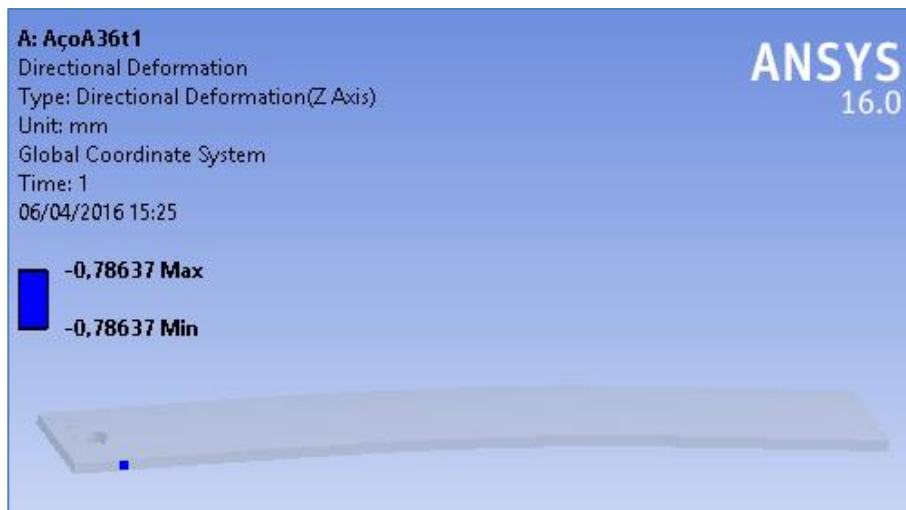 A: AçoA36t1
Directional Deformation
Type: Directional Deformation(Z Axis)
Unit: mm
Global Coordinate System
Time: 1
06/04/2016 15:25
ANSYS
16.0
-0,78637 Max
-0,78637 Min